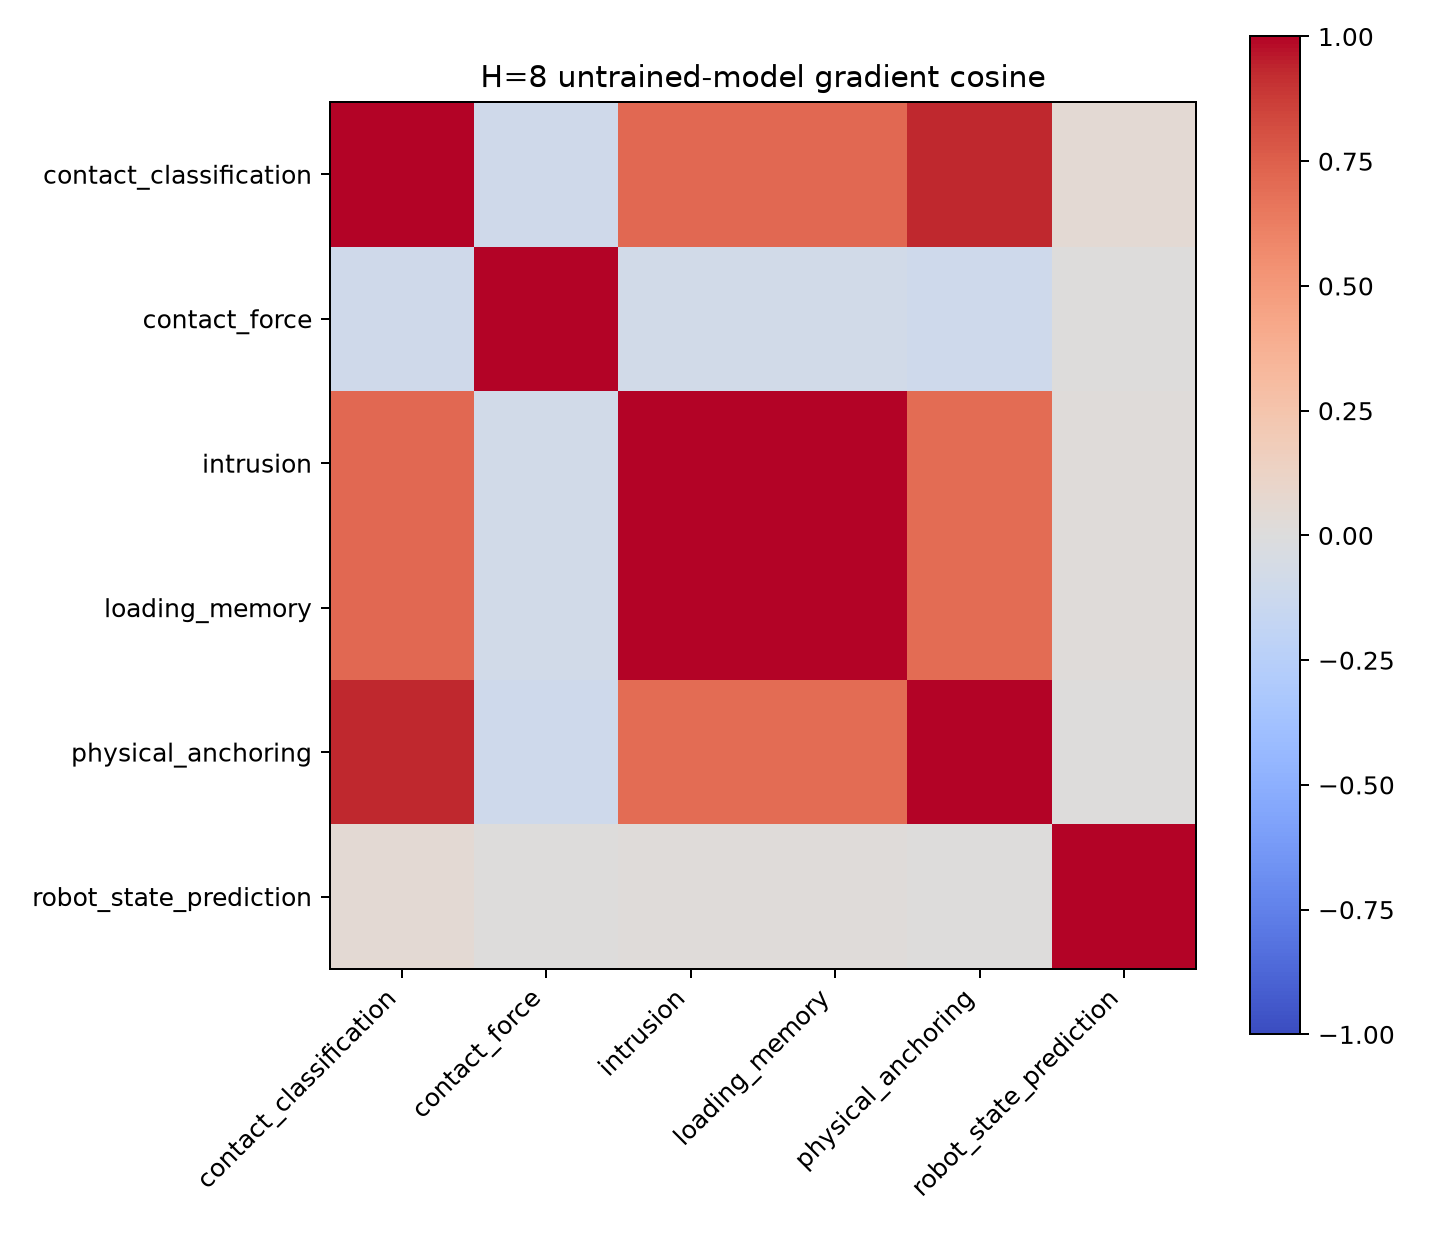 H=8 untrained-model gradient cosine
contact_classification
contact_force
intrusion
loading_memory
physical_anchoring
robot_state_prediction
contact_classification
contact_force
intrusion
loading_memory
physical_anchoring
robot_state_prediction
1.00
0.75
0.50
0.25
0.00
−0.25
−0.50
−0.75
−1.00